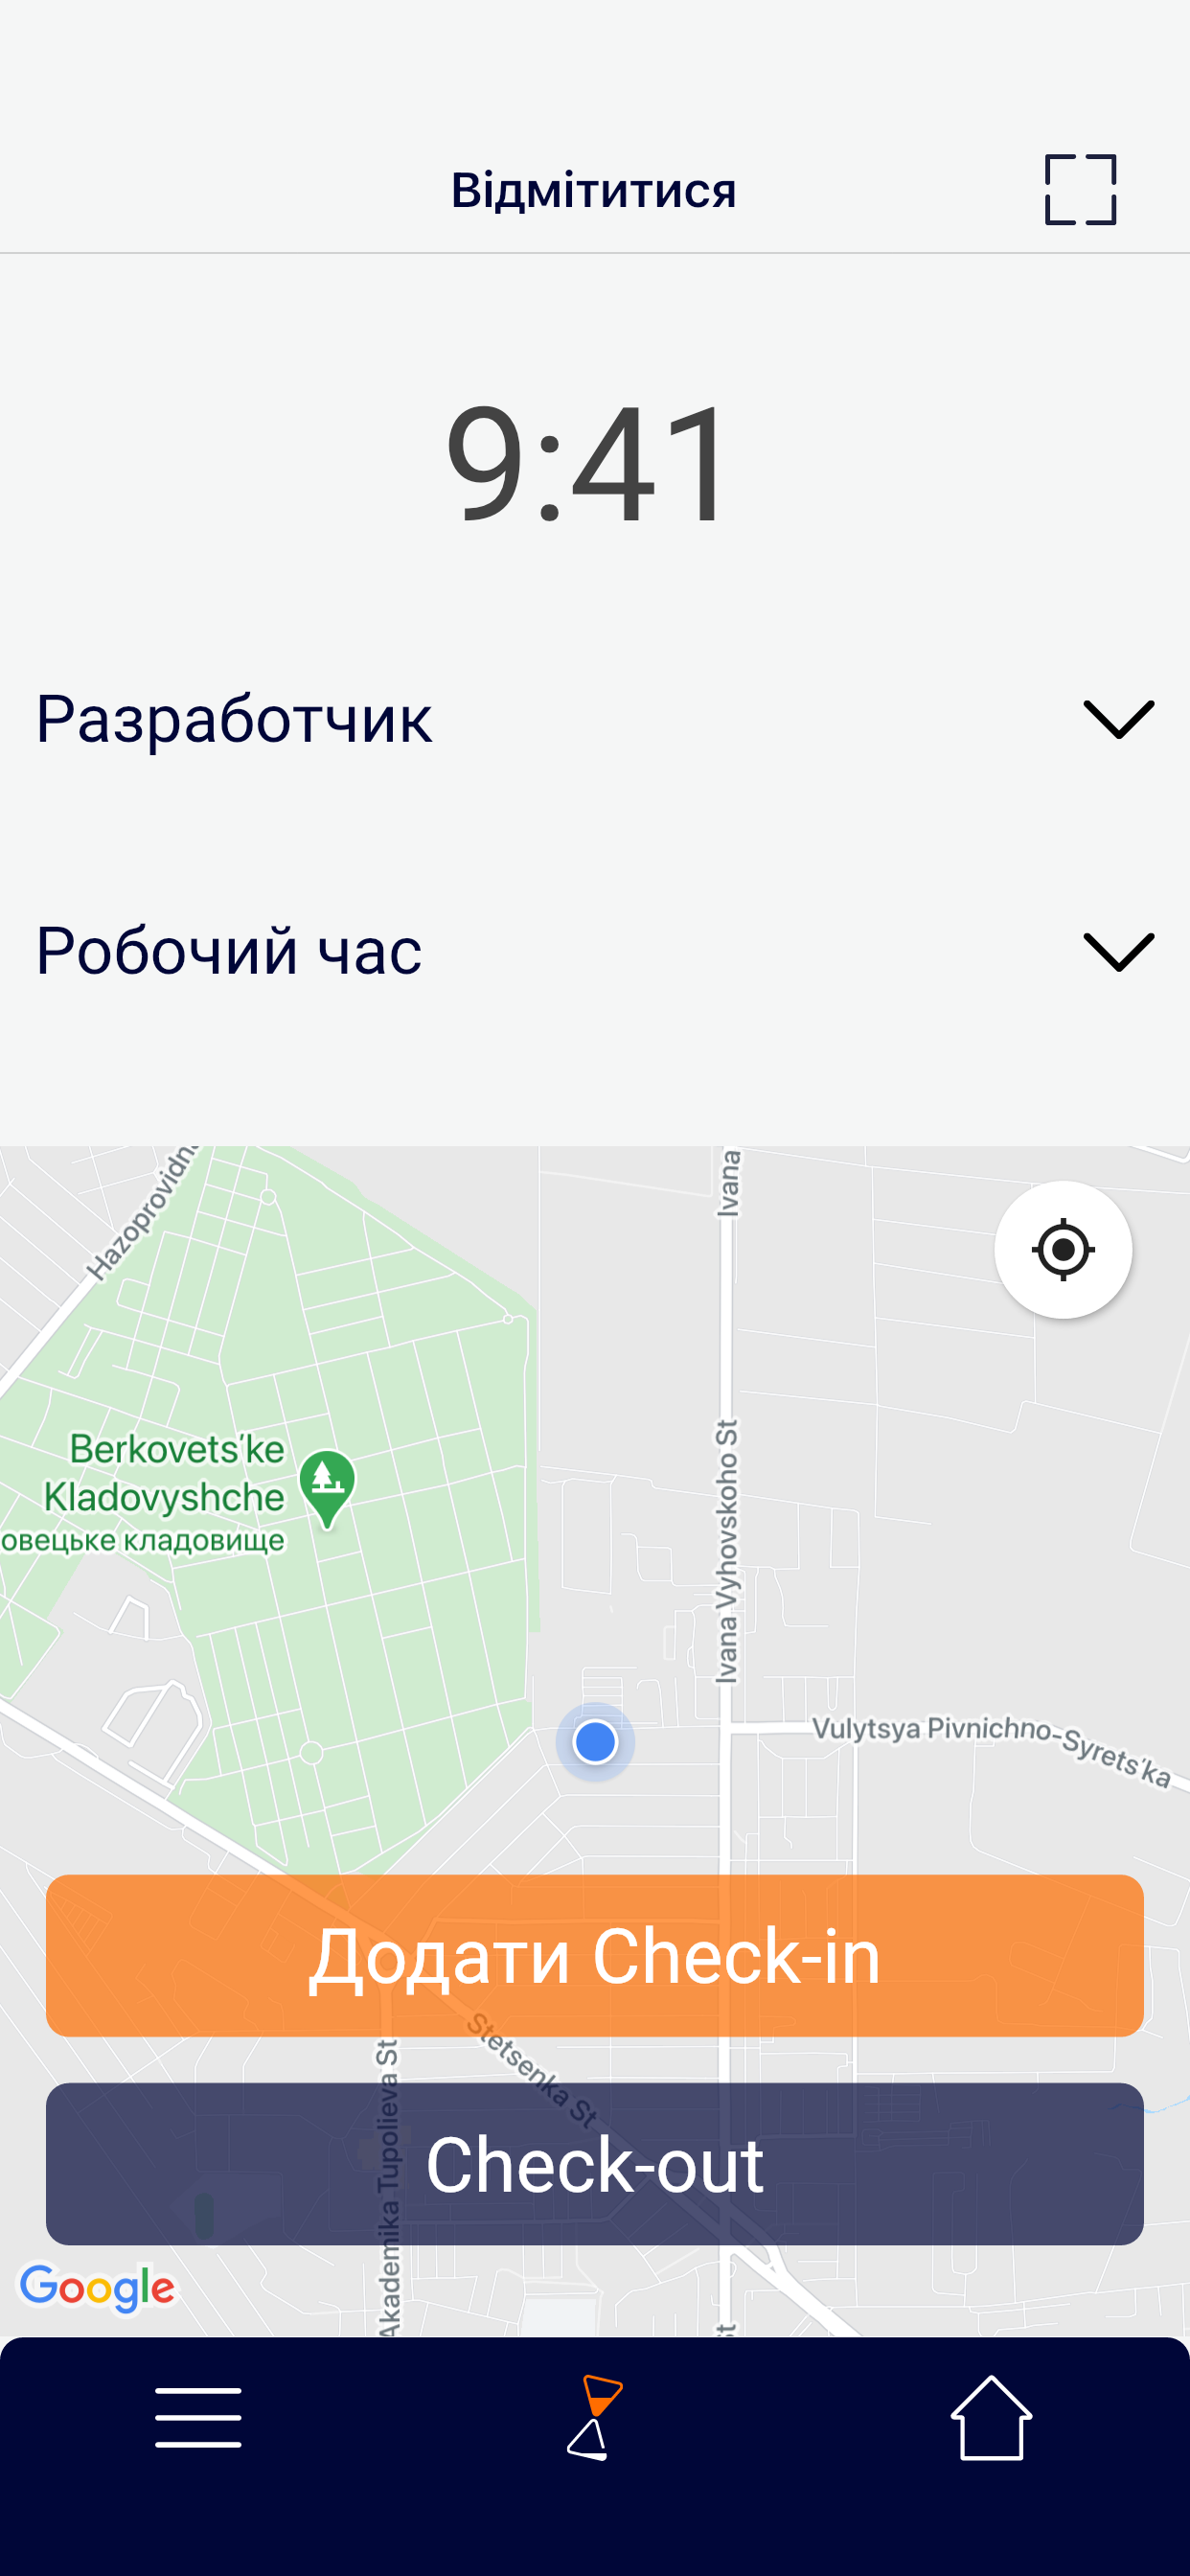 Відмітитися
9:41
Разработчик
Робочий час
Ivana
Berkovets'ke
Kladovyshche
овецьке кладовище
Ivana Vyhovskoho St
Vulytsya Pivnichno-Syrets'ka
Додати Check-in
Stetsenka St
Akademika Tupolieva St
Check-out
Google